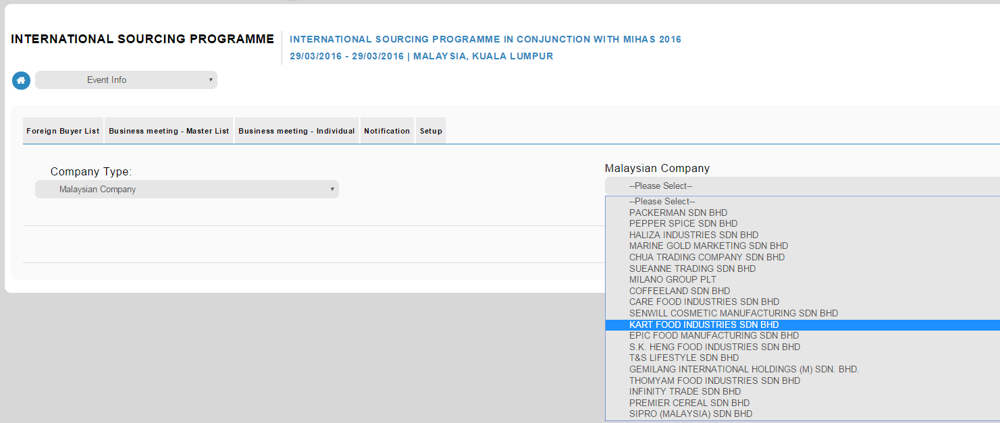 INTERNATIONAL SOURCING PROGRAMME
INTERNATIONAL SOURCING PROGRAMME IN CONJUNCTION WITH MIHAS 2016
29/03/2016 - 29/03/2016 | MALAYSIA, KUALA LUMPUR
Event Info
Foreign Buyer List
Business meeting - Master List
Business meeting - Individual
Notification
Setup
Company Type:
Malaysian Company
Malaysian Company
--Please Select--
--Please Select--
PACKERMAN SDN BHD
PEPPER SPICE SDN BHD
HALIZA INDUSTRIES SDN BHD
MARINE GOLD MARKETING SDN BHD
CHUA TRADING COMPANY SDN BHD
SUEANNE TRADING SDN BHD
MILANO GROUP PLT
COFFEELAND SDN BHD
CARE FOOD INDUSTRIES SDN BHD
SENWILL COSMETIC MANUFACTURING SDN BHD
KART FOOD INDUSTRIES SDN BHD
EPIC FOOD MANUFACTURING SDN BHD
S.K. HENG FOOD INDUSTRIES SDN BHD
T&S LIFESTYLE SDN BHD
GEMILANG INTERNATIONAL HOLDINGS (M) SDN. BHD.
THOMYAM FOOD INDUSTRIES SDN BHD
INFINITY TRADE SDN BHD
PREMIER CEREAL SDN BHD
SIPRO (MALAYSIA) SDN BHD